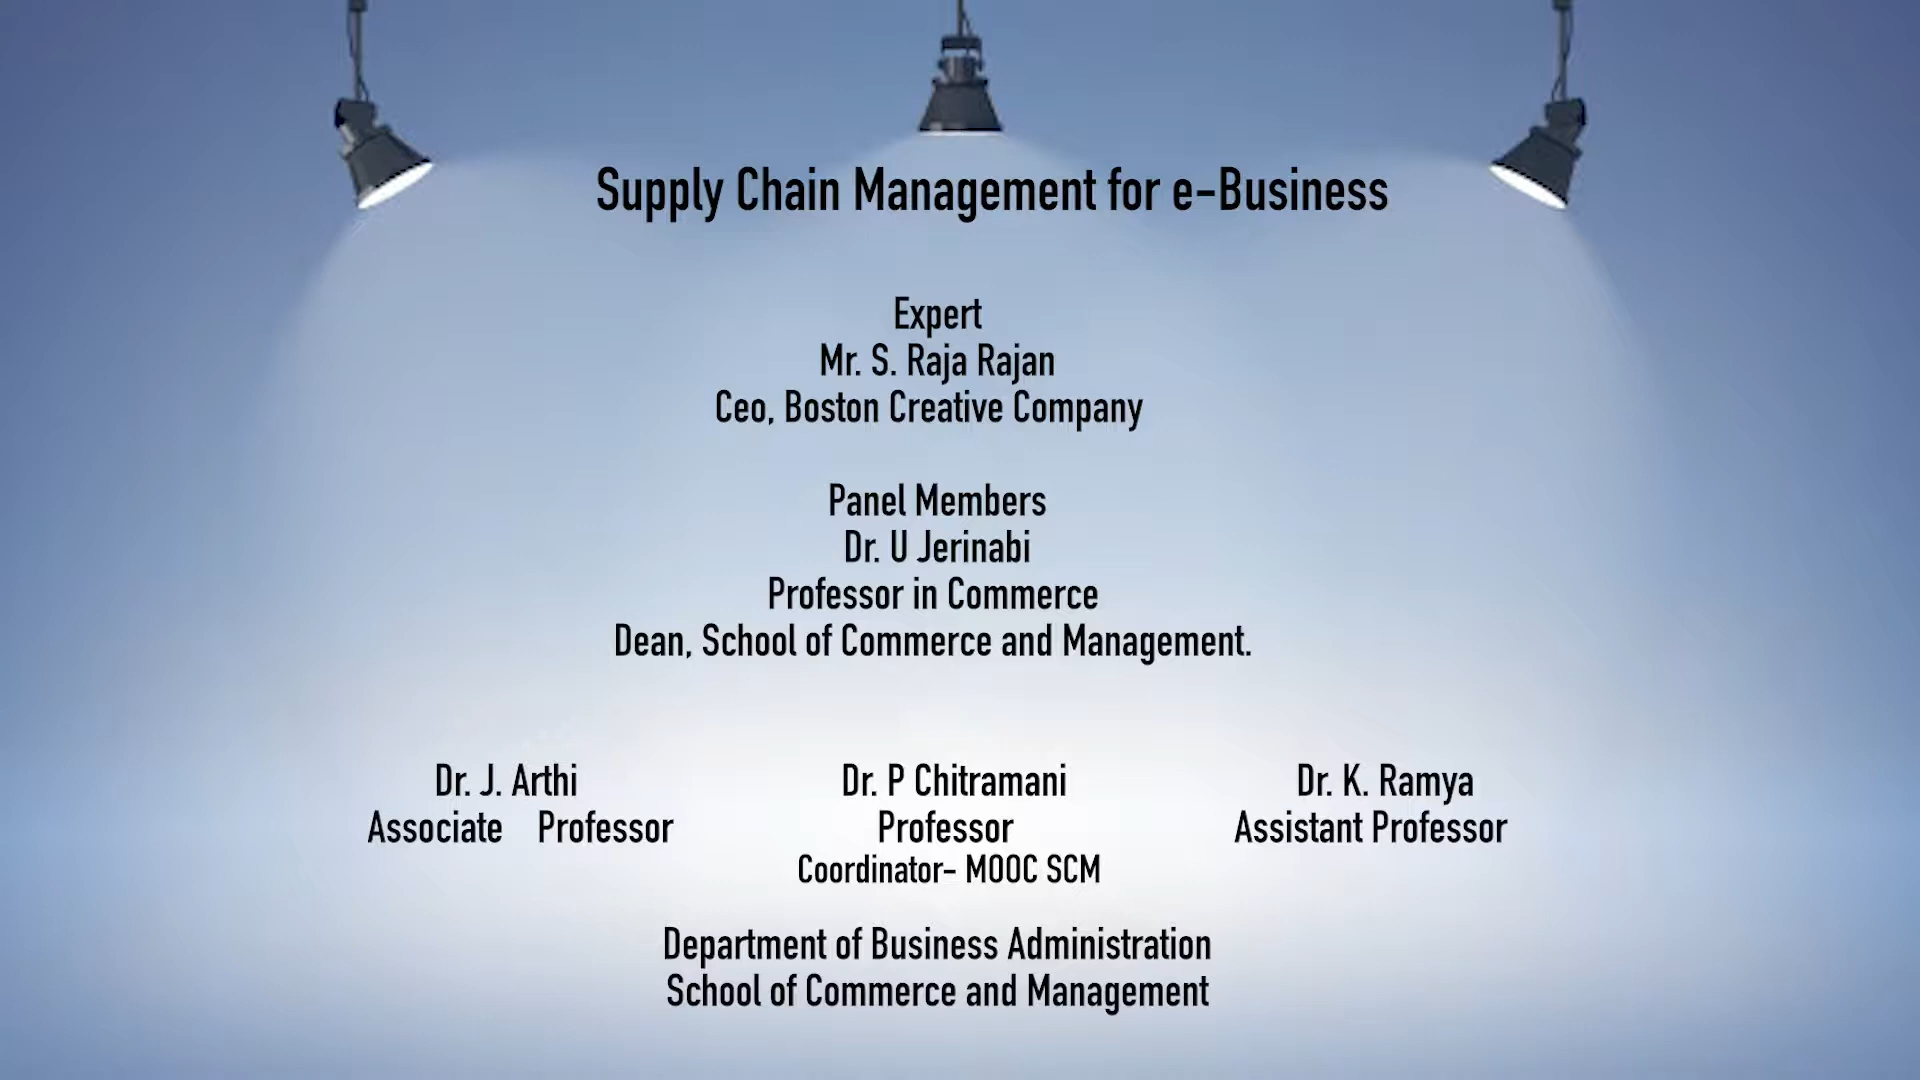 Supply Chain Management for e-Business
Expert
Mr. S. Raja Rajan
Ceo, Boston Creative Company
Panel Members
Dr. U Jerinabi
Professor in Commerce
Dean, School of Commerce and Management.
Dr. J. Arthi
Associate Professor
Dr. P Chitramani
Professor
Coordinator- MOOC SCM
Dr. K. Ramya
Assistant Professor
Department of Business Administration
School of Commerce and Management